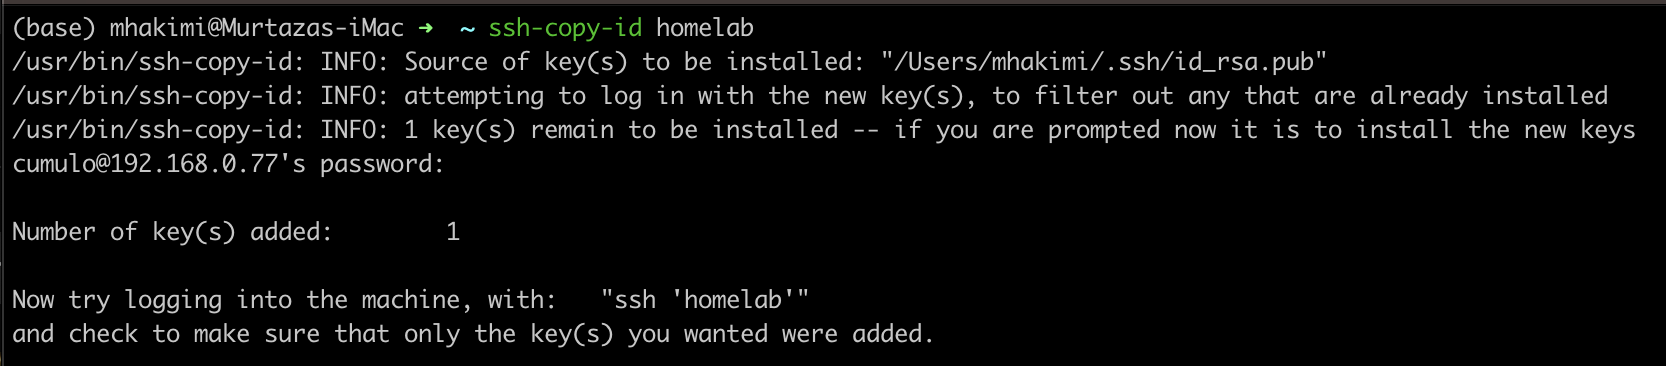 (base) mhakimi@Murtazas-iMac ➜  ~ ssh-copy-id homelab
/usr/bin/ssh-copy-id: INFO: Source of key(s) to be installed: "/Users/mhakimi/.ssh/id_rsa.pub"
/usr/bin/ssh-copy-id: INFO: attempting to log in with the new key(s), to filter out any that are already installed
/usr/bin/ssh-copy-id: INFO: 1 key(s) remain to be installed -- if you are prompted now it is to install the new keys
cumulo@192.168.0.77's password:
Number of key(s) added:        1
Now try logging into the machine, with:   "ssh 'homelab'"
and check to make sure that only the key(s) you wanted were added.